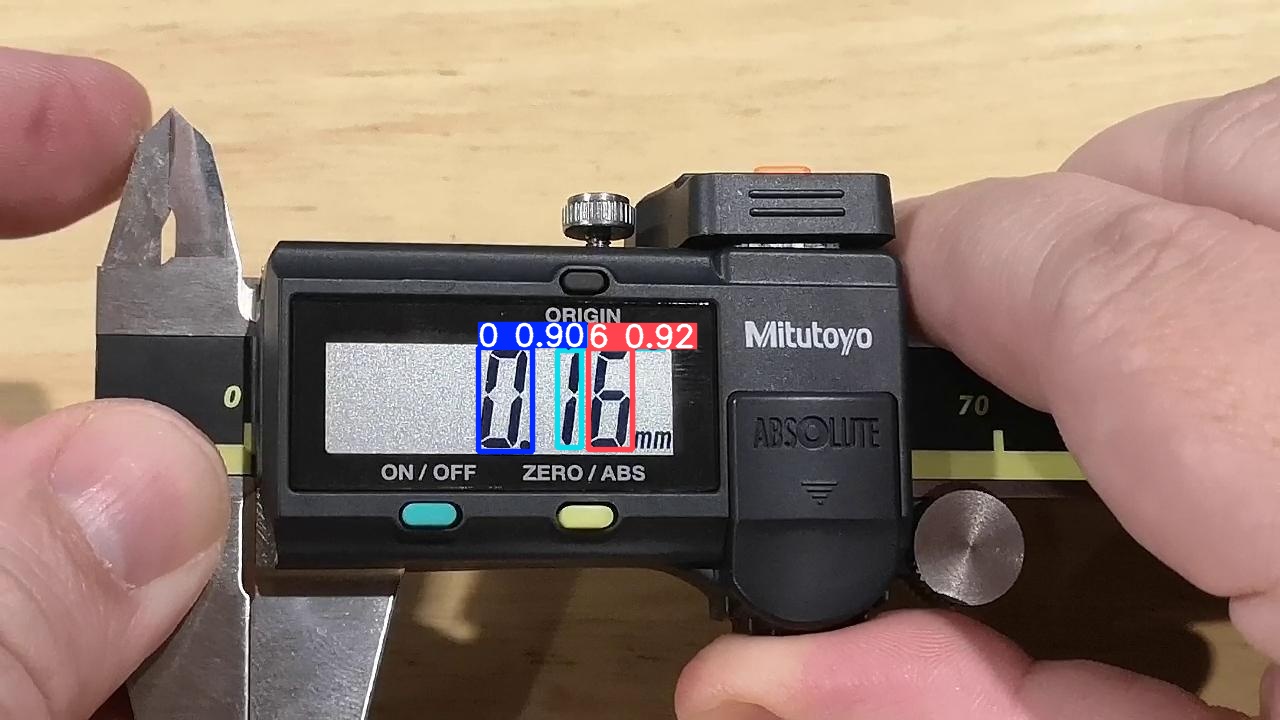 ORIGIN
0 0.90 6 0.92
Mitutoyo
0.16 mm
0
70
ABSOLUTE
ON / OFF ZERO / ABS